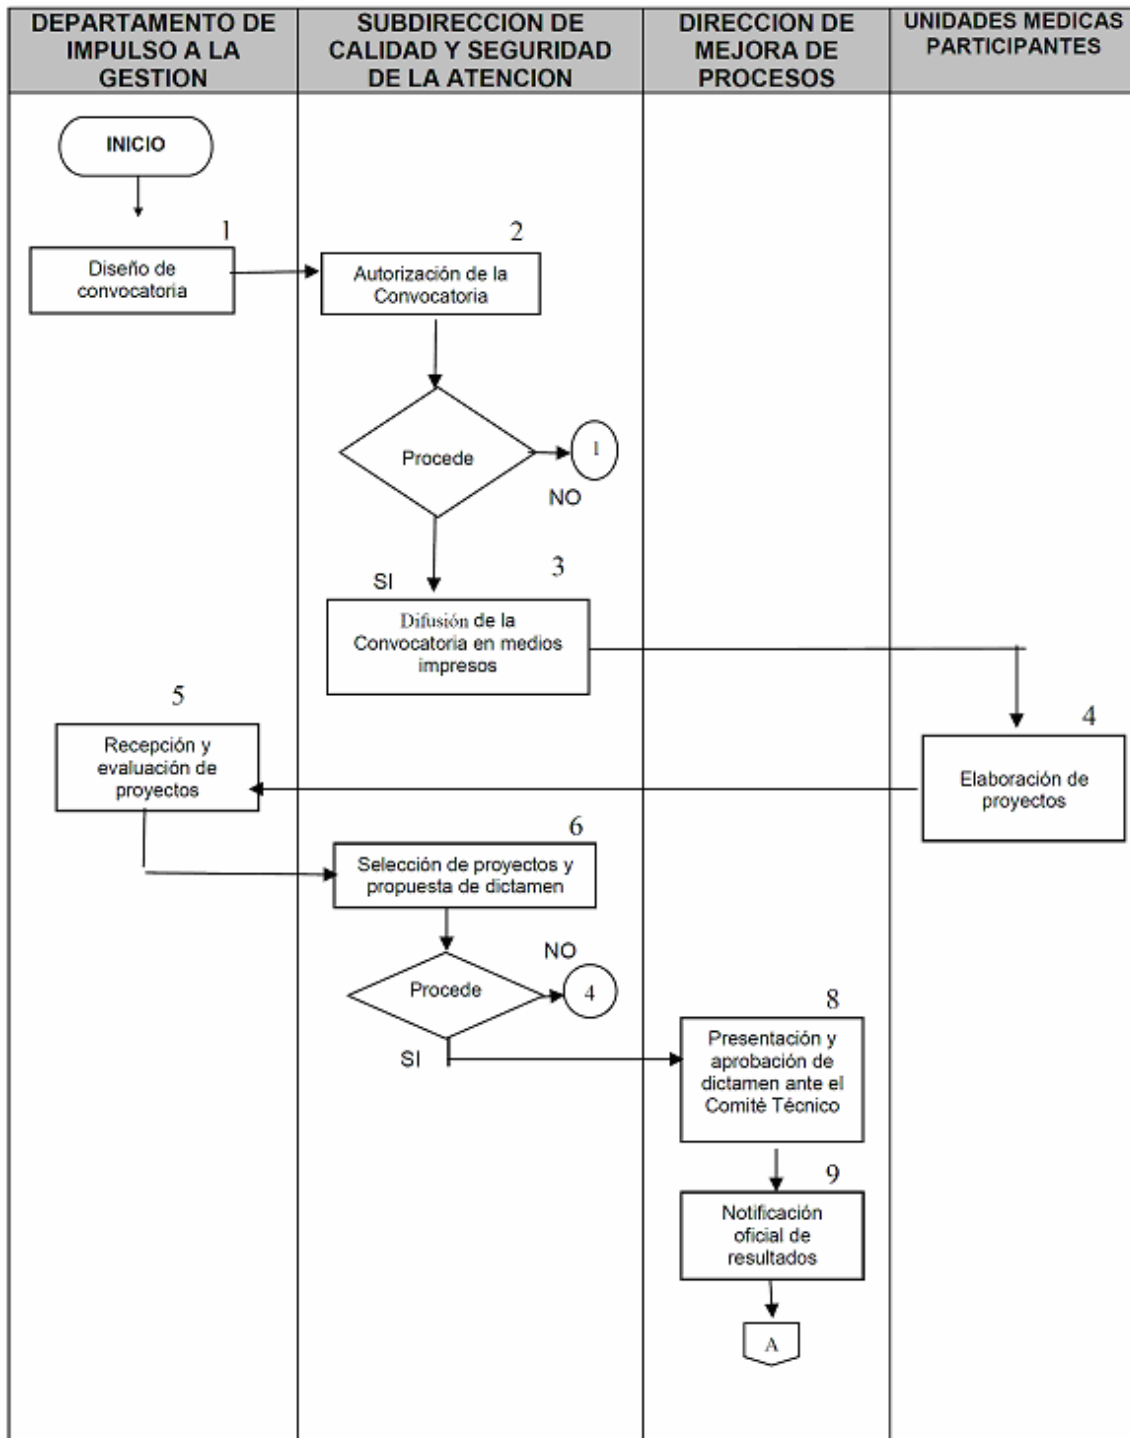 DEPARTAMENTO DE
IMPULSO A LA
GESTION
SUBDIRECCION DE
CALIDAD Y SEGURIDAD
DE LA ATENCION
DIRECCION DE
MEJORA DE
PROCESOS
UNIDADES MEDICAS
PARTICIPANTES
INICIO
1
Diseño de
convocatoria
2
Autorización de la
Convocatoria
Procede
1
NO
SI
3
Difusión de la
Convocatoria en medios
impresos
4
Elaboración de
proyectos
5
Recepción y
evaluación de
proyectos
6
Selección de proyectos y
propuesta de dictamen
NO
Procede
4
SI
8
Presentación y
aprobación de
dictamen ante el
Comité Técnico
9
Notificación
oficial de
resultados
A